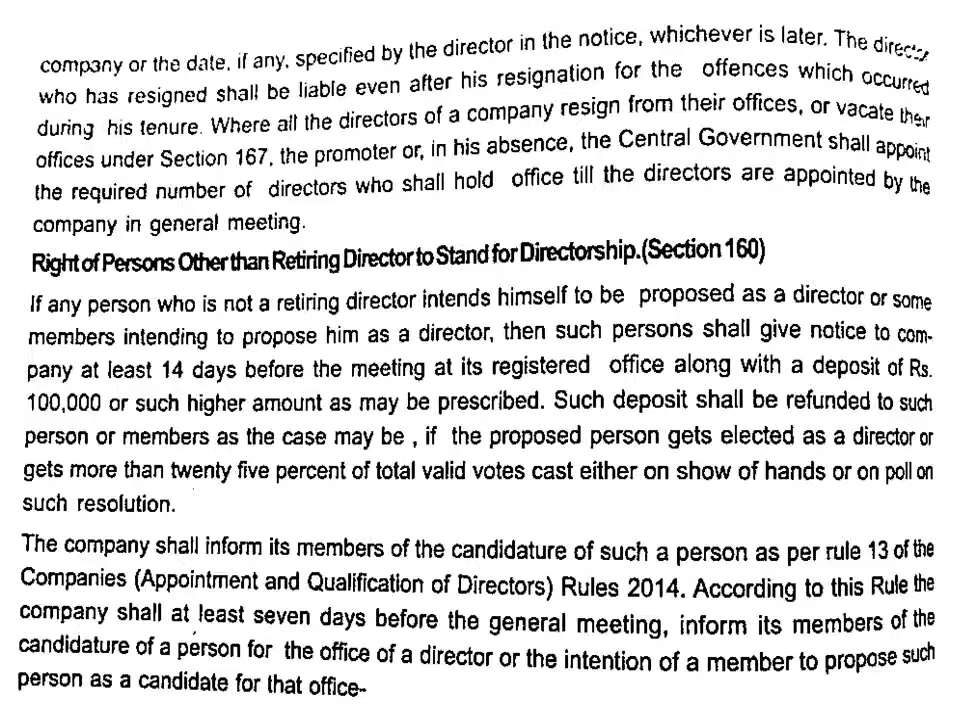 company or the date, if any, specified by the director in the notice, whichever is later. The director
who has resigned shall be liable even after his resignation for the offences which occurred
during his tenure. Where all the directors of a company resign from their offices, or vacate their
offices under Section 167, the promoter or, in his absence, the Central Government shall appoint
the required number of directors who shall hold office till the directors are appointed by the
company in general meeting.
Right of Persons Other than Retiring Director to Stand for Directorship.(Section 160)
If any person who is not a retiring director intends himself to be proposed as a director or some
members intending to propose him as a director, then such persons shall give notice to com-
pany at least 14 days before the meeting at its registered office along with a deposit of Rs.
100,000 or such higher amount as may be prescribed. Such deposit shall be refunded to such
person or members as the case may be , if the proposed person gets elected as a director or
gets more than twenty five percent of total valid votes cast either on show of hands or on poll on
such resolution.
The company shall inform its members of the candidature of such a person as per rule 13 of the
Companies (Appointment and Qualification of Directors) Rules 2014. According to this Rule the
company shall at least seven days before the general meeting, inform its members of the
candidature of a person for the office of a director or the intention of a member to propose such
person as a candidate for that office-